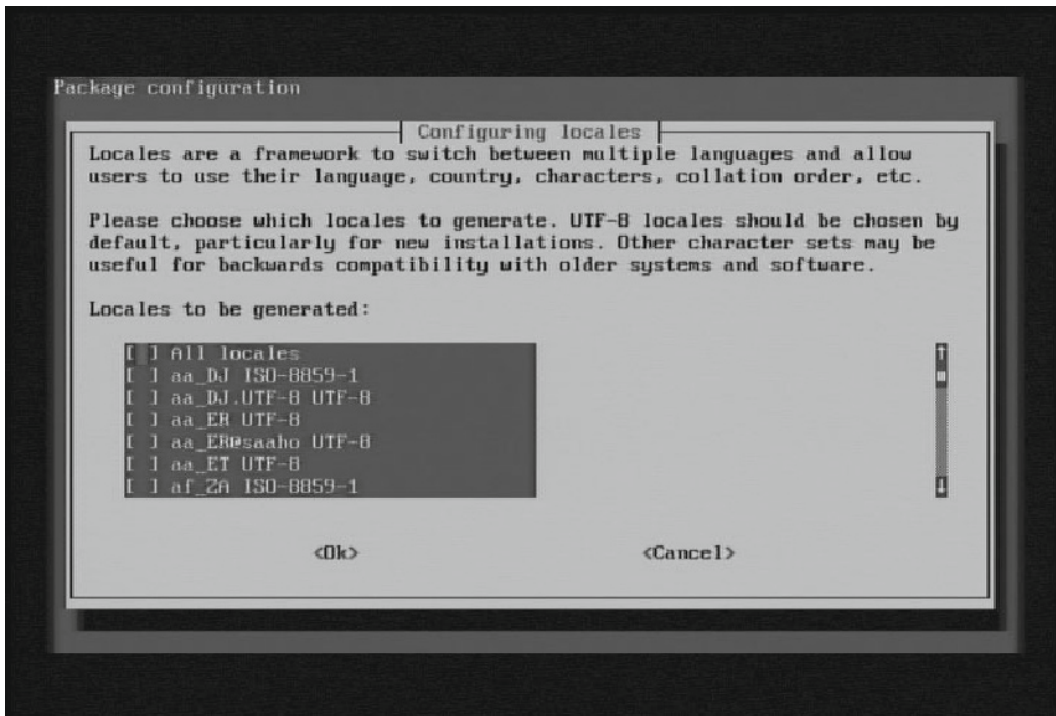 Package configuration
Configuring locales
Locales are a framework to switch between multiple languages and allow
users to use their language, country, characters, collation order, etc.
Please choose which locales to generate. UTF-8 locales should be chosen by
default, particularly for new installations. Other character sets may be
useful for backwards compatibility with older systems and software.
Locales to be generated:
[ ] All locales
[ ] aa_DJ ISO-8859-1
[ ] aa_DJ.UTF-8 UTF-8
[ ] aa_ER UTF-8
[ ] aa_ER@saaho UTF-8
[ ] aa_ET UTF-8
[ ] af_ZA ISO-8859-1
<Ok> <Cancel>